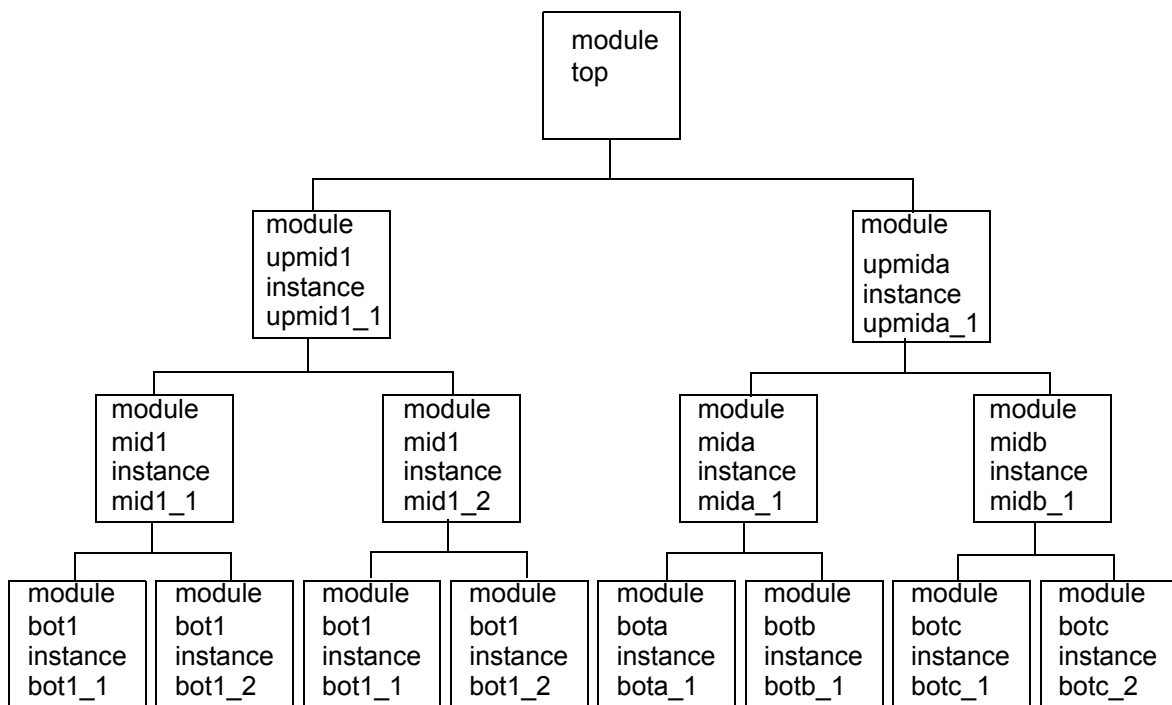 module
top
module
upmid1
instance
upmid1_1
module
upmida
instance
upmida_1
module
mid1
instance
mid1_1
module
mid1
instance
mid1_2
module
mida
instance
mida_1
module
midb
instance
midb_1
module
bot1
instance
bot1_1
module
bot1
instance
bot1_2
module
bot1
instance
bot1_1
module
bot1
instance
bot1_2
module
bota
instance
bota_1
module
botb
instance
botb_1
module
botc
instance
botc_1
module
botc
instance
botc_2